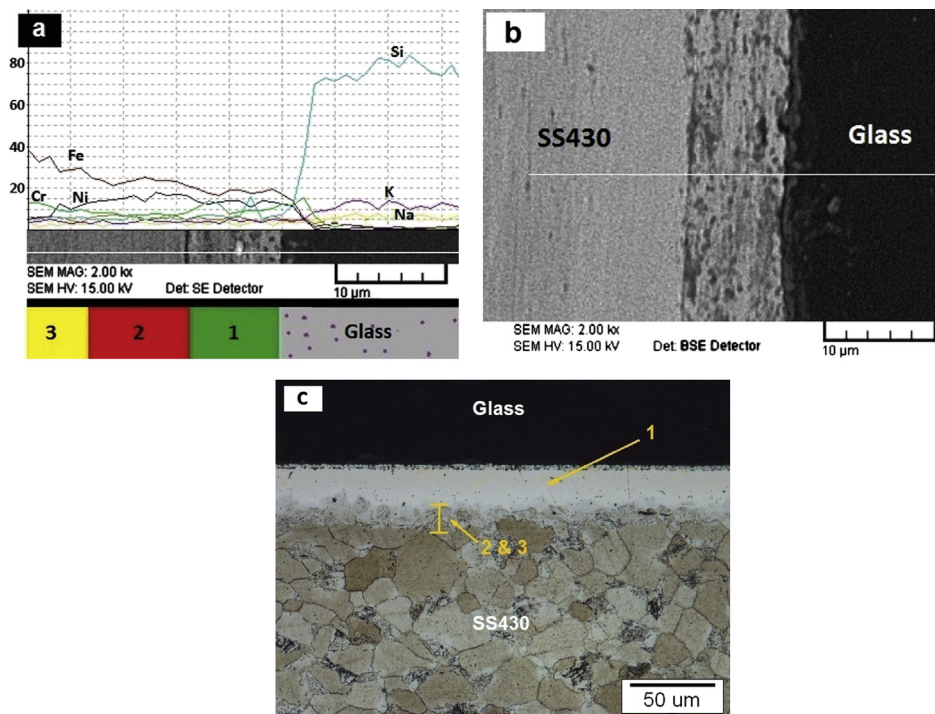 a
80
60
40
20
Si
Fe
Cr
Ni
K
Na
SEM MAG: 2.00 kx
SEM HV: 15.00 kV Det: SE Detector
10 µm
3 2 1 Glass
b
SS430 Glass
SEM MAG: 2.00 kx
SEM HV: 15.00 kV Det: BSE Detector
10 µm
c
Glass
1
2 & 3
SS430
50 um